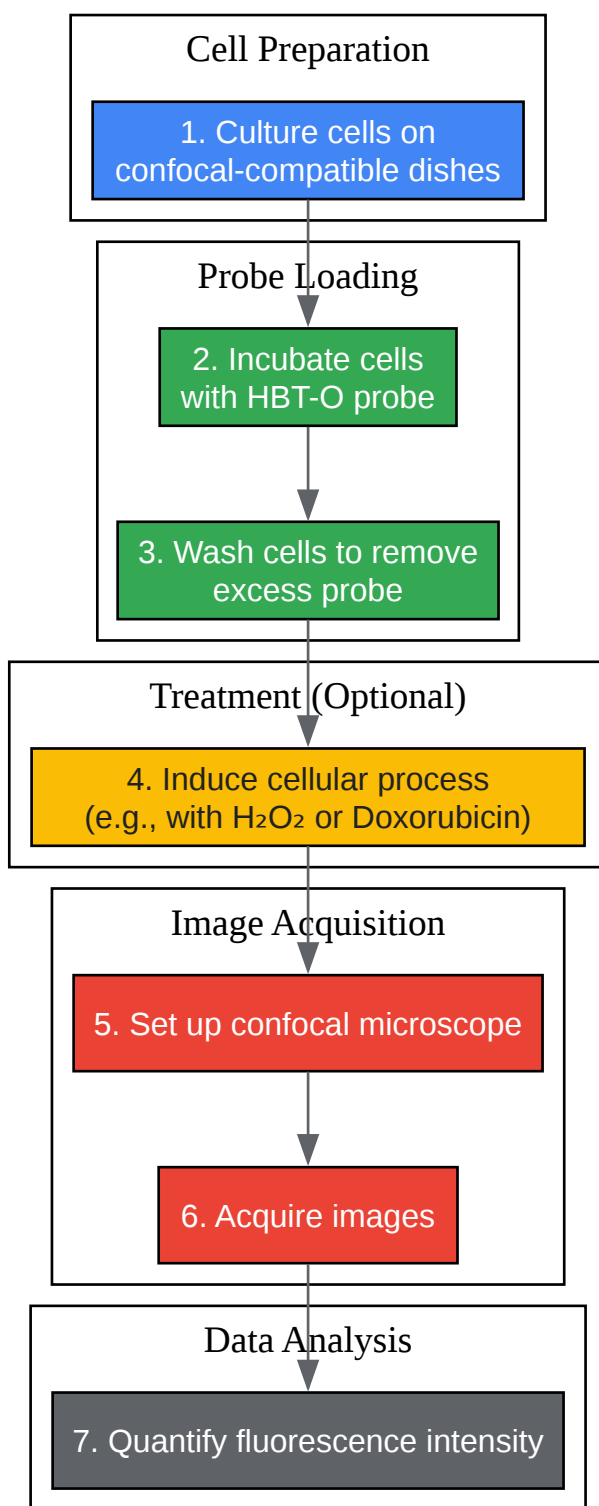 Cell Preparation
1. Culture cells on
confocal-compatible dishes
Probe Loading
2. Incubate cells
with HBT-O probe
3. Wash cells to remove
excess probe
Treatment (Optional)
4. Induce cellular process
(e.g., with H₂O₂ or Doxorubicin)
Image Acquisition
5. Set up confocal microscope
6. Acquire images
Data Analysis
7. Quantify fluorescence intensity